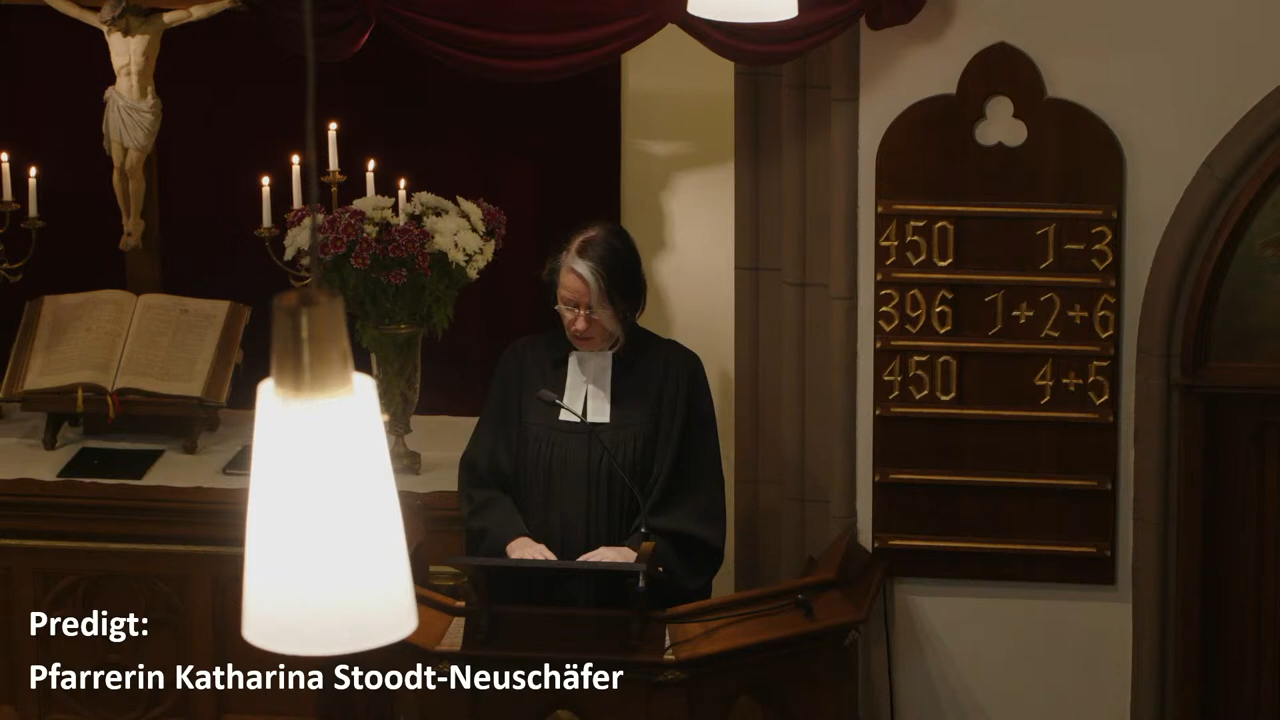 450 1-3
396 1+2+6
450 4+5
Predigt:
Pfarrerin Katharina Stoodt-Neuschäfer